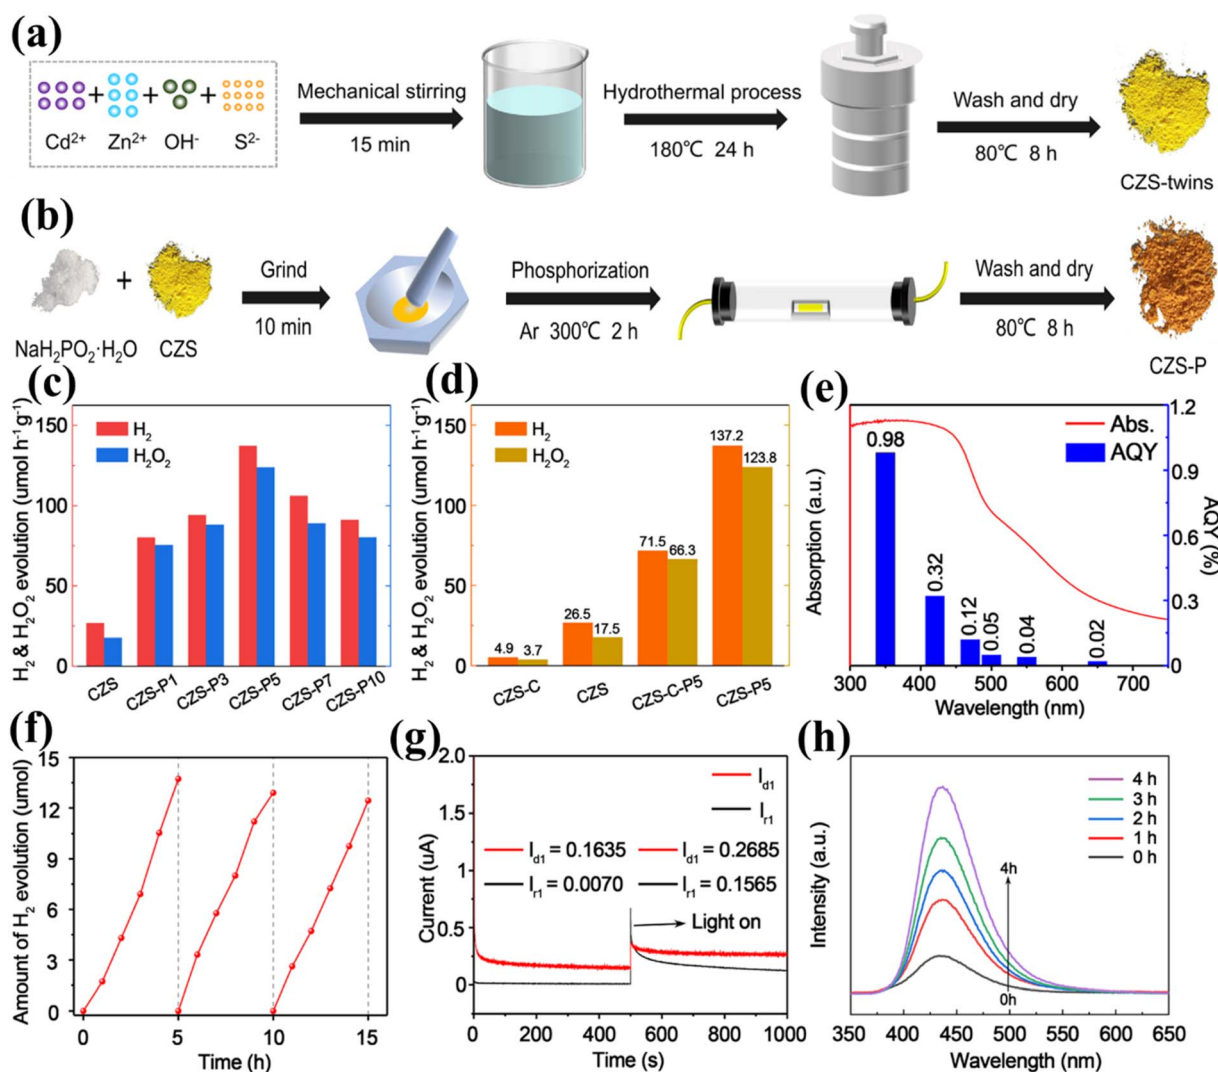 (a)
Cd²⁺ + Zn²⁺ + OH⁻ + S²⁻
Mechanical stirring
15 min
Hydrothermal process
180℃ 24 h
Wash and dry
80℃ 8 h
CZS-twins
(b)
NaH₂PO₂·H₂O + CZS
Grind
10 min
Phosphorization
Ar 300℃ 2 h
Wash and dry
80℃ 8 h
CZS-P
(c)
H₂ & H₂O₂ evolution (umol h⁻¹ g⁻¹)
150
100
50
0
H₂
H₂O₂
CZS CZS-P1 CZS-P3 CZS-P5 CZS-P7 CZS-P10
(d)
H₂ & H₂O₂ evolution (umol h⁻¹ g⁻¹)
150
100
50
0
H₂
H₂O₂
4.9 3.7
26.5 17.5
71.5 66.3
137.2 123.8
CZS-C CZS CZS-C-P5 CZS-P5
(e)
Absorption (a.u.)
Abs.
AQY
0.98 0.32 0.12 0.05 0.04 0.02
1.2
0.9
0.6
0.3
0
AQY (%)
300 400 500 600 700
Wavelength (nm)
(f)
Amount of H₂ evolution (umol)
15
12
9
6
3
0
0 5 10 15
Time (h)
(g)
Current (uA)
2.0
1.5
1.0
0.5
0
I_d1
I_r1
I_d1 = 0.1635 I_d1 = 0.2685
I_r1 = 0.0070 I_r1 = 0.1565
Light on
0 200 400 600 800 1000
Time (s)
(h)
Intensity (a.u.)
4 h
3 h
2 h
1 h
0 h
4h
0h
350 400 450 500 550 600 650
Wavelength (nm)